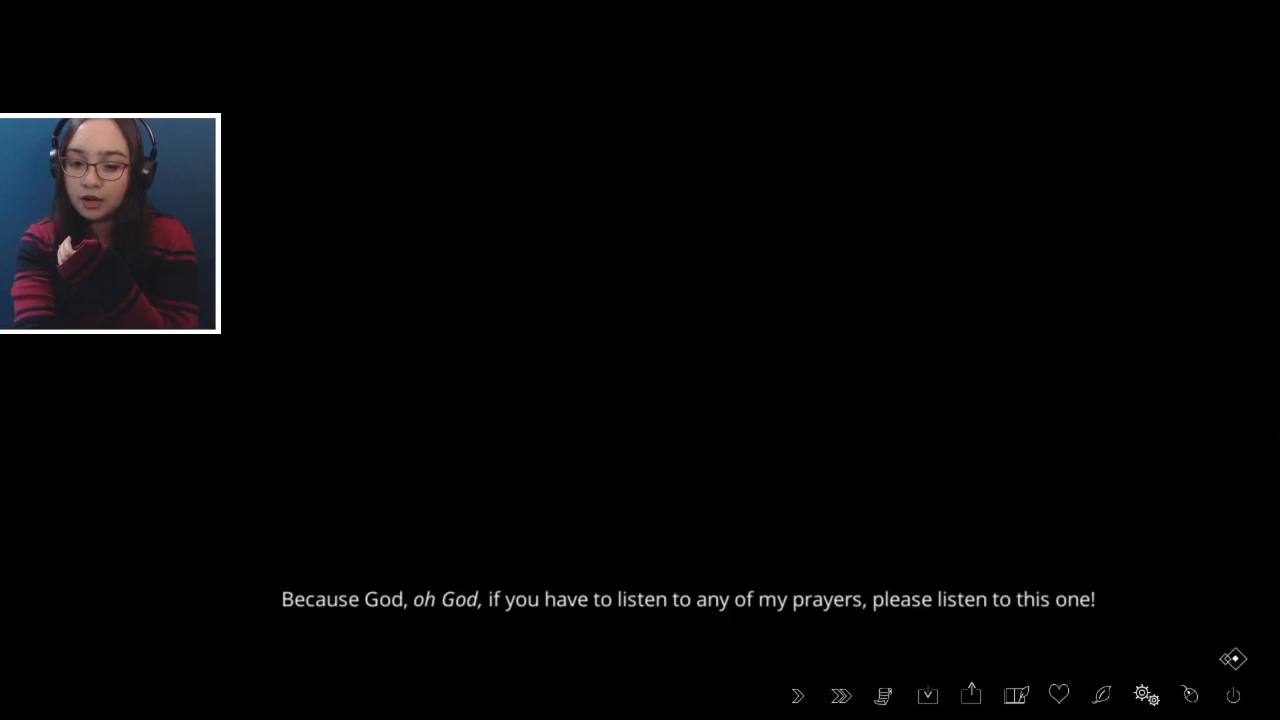 Because God, oh God, if you have to listen to any of my prayers, please listen to this one!